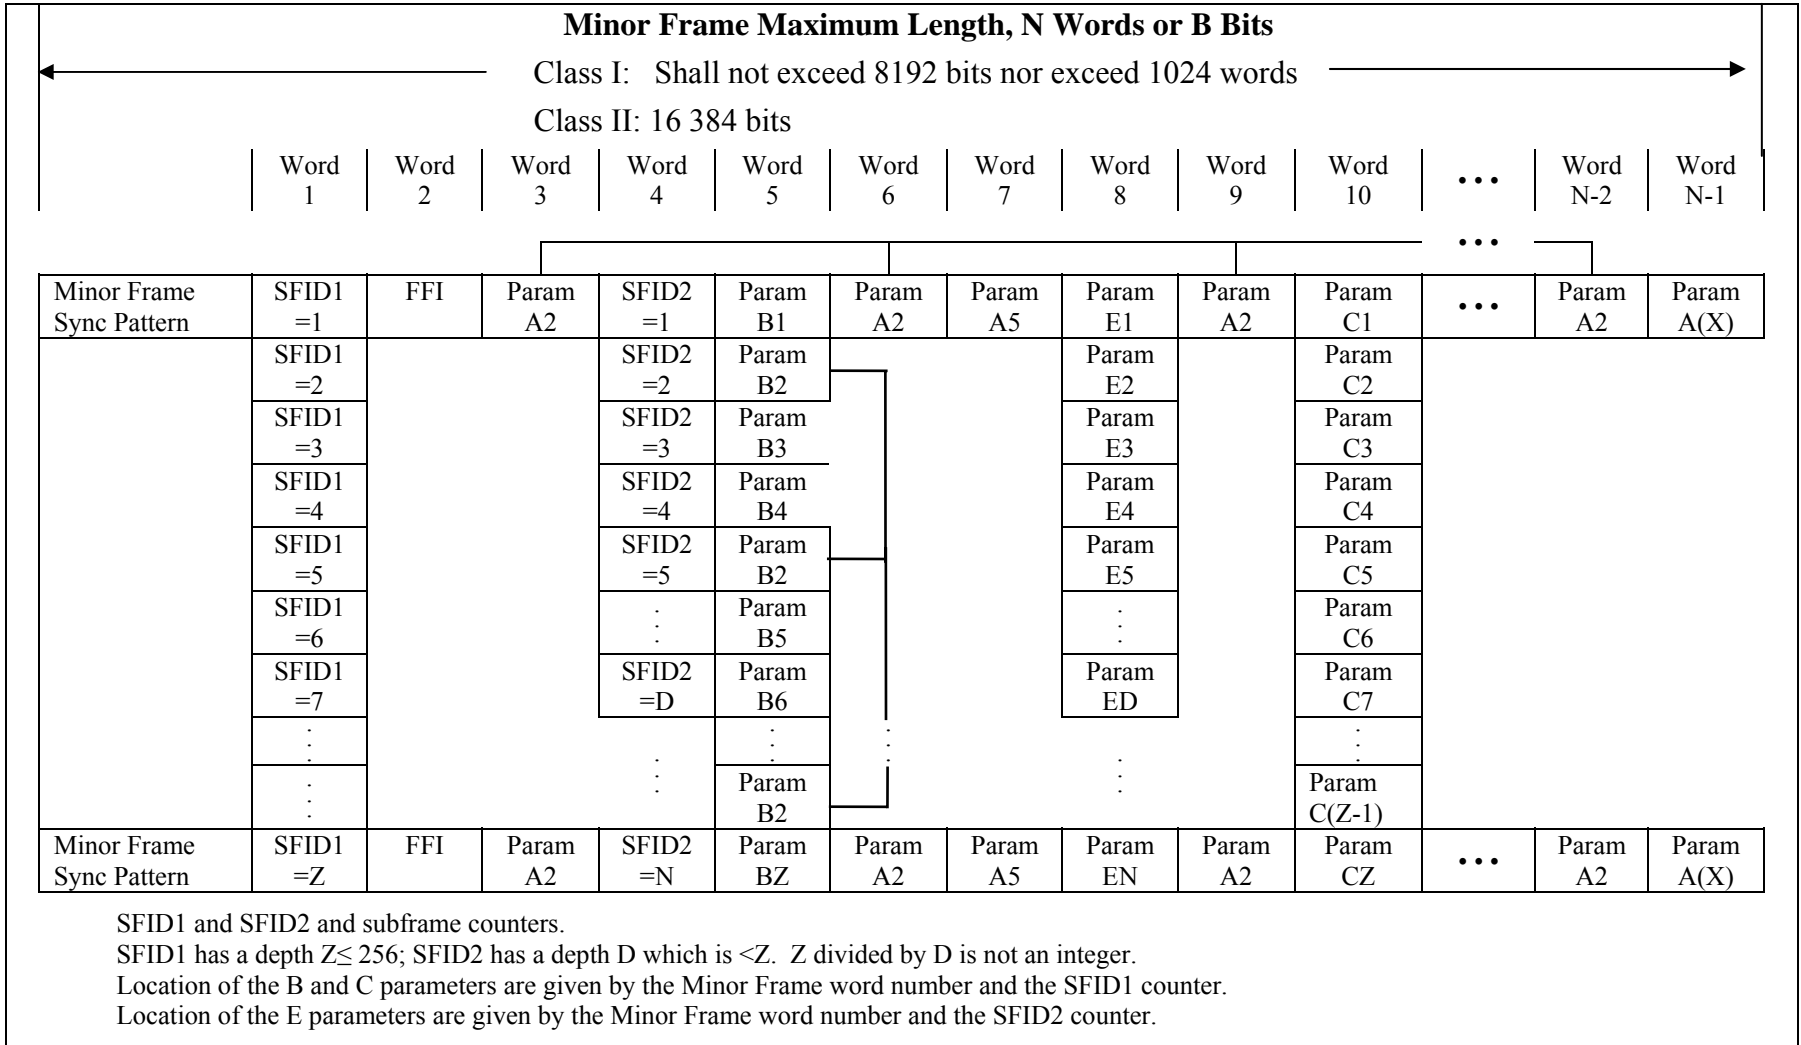 Minor Frame Maximum Length, N Words or B Bits
Class I: Shall not exceed 8192 bits nor exceed 1024 words
Class II: 16 384 bits
Word Word Word Word Word Word Word Word Word Word • • • Word Word
1 2 3 4 5 6 7 8 9 10 N-2 N-1
• • •
Minor Frame SFID1 FFI Param SFID2 Param Param Param Param Param Param • • • Param Param
Sync Pattern =1 A2 =1 B1 A2 A5 E1 A2 C1 A2 A(X)
SFID1 SFID2 Param Param Param
=2 =2 B2 E2 C2
SFID1 SFID2 Param Param Param
=3 =3 B3 E3 C3
SFID1 SFID2 Param Param Param
=4 =4 B4 E4 C4
SFID1 SFID2 Param Param Param
=5 =5 B2 E5 C5
SFID1 Param Param
=6 B5 C6
SFID1 SFID2 Param Param Param
=7 =D B6 ED C7
Param Param
B2 C(Z-1)
Minor Frame SFID1 FFI Param SFID2 Param Param Param Param Param Param • • • Param Param
Sync Pattern =Z A2 =N BZ A2 A5 EN A2 CZ A2 A(X)
SFID1 and SFID2 and subframe counters.
SFID1 has a depth Z≤ 256; SFID2 has a depth D which is <Z. Z divided by D is not an integer.
Location of the B and C parameters are given by the Minor Frame word number and the SFID1 counter.
Location of the E parameters are given by the Minor Frame word number and the SFID2 counter.